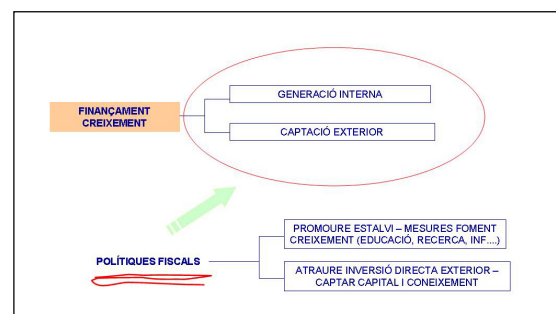 GENERACIÓ INTERNA
FINANÇAMENT
CREIXEMENT
CAPTACIÓ EXTERIOR
PROMOURE ESTALVI – MESURES FOMENT
CREIXEMENT (EDUCACIÓ, RECERCA, INF....)
POLÍTIQUES FISCALS
ATRAURE INVERSIÓ DIRECTA EXTERIOR –
CAPTAR CAPITAL I CONEIXEMENT